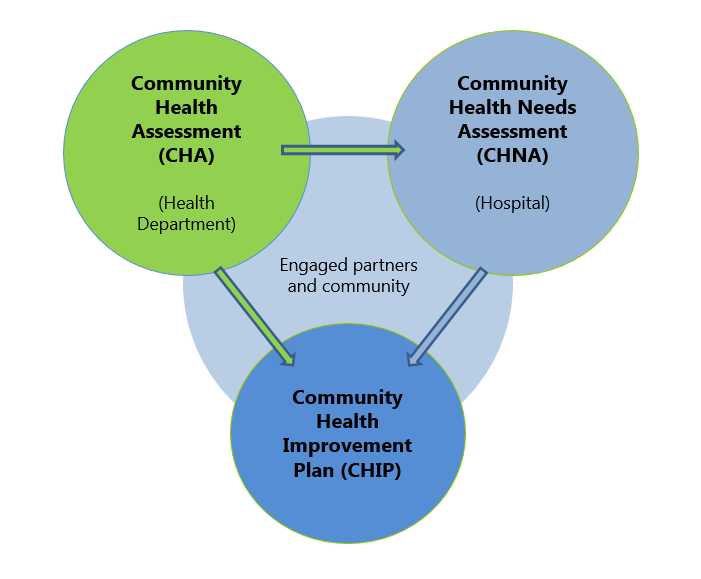 Community
Health
Assessment
(CHA)
(Health
Department)
Community
Health Needs
Assessment
(CHNA)
(Hospital)
Engaged partners
and community
Community
Health
Improvement
Plan (CHIP)